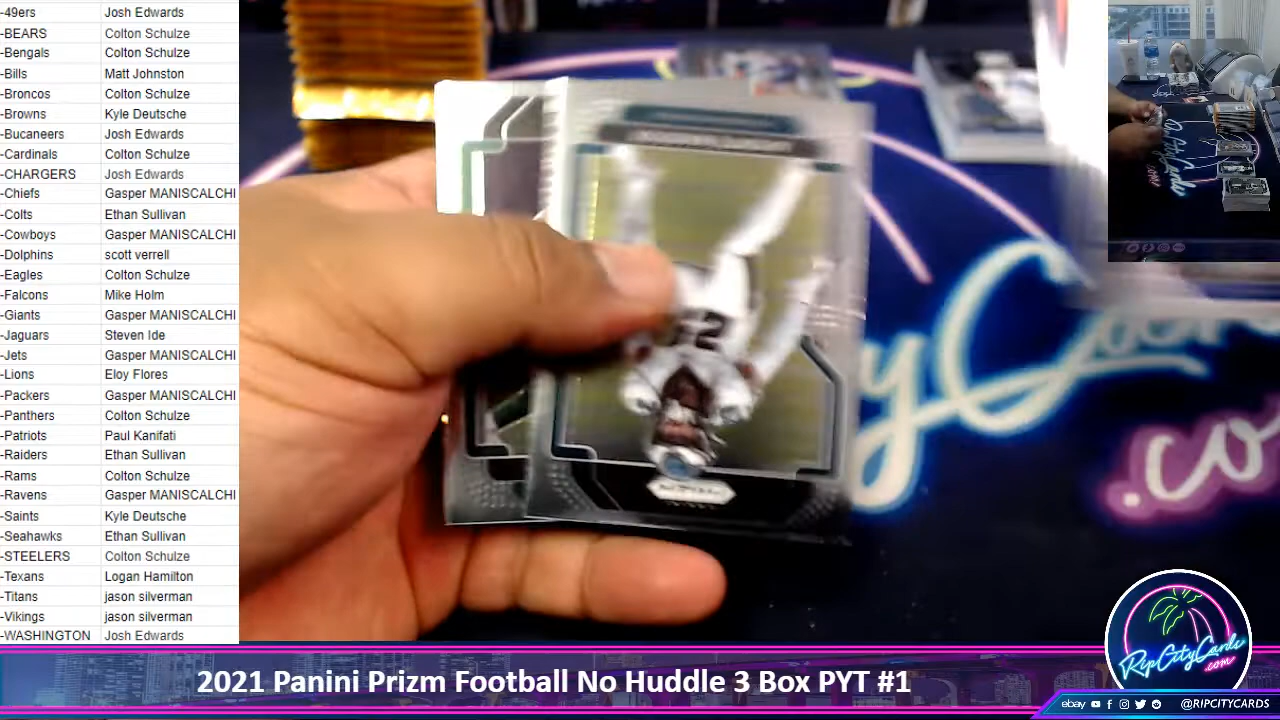 -49ers Josh Edwards
-BEARS Colton Schulze
-Bengals Colton Schulze
-Bills Matt Johnston
-Broncos Colton Schulze
-Browns Kyle Deutsche
-Bucaneers Josh Edwards
-Cardinals Colton Schulze
-CHARGERS Josh Edwards
-Chiefs Gasper MANISCALCHI
-Colts Ethan Sullivan
-Cowboys Gasper MANISCALCHI
-Dolphins scott verrell
-Eagles Colton Schulze
-Falcons Mike Holm
-Giants Gasper MANISCALCHI
-Jaguars Steven Ide
-Jets Gasper MANISCALCHI
-Lions Eloy Flores
-Packers Gasper MANISCALCHI
-Panthers Colton Schulze
-Patriots Paul Kanifati
-Raiders Ethan Sullivan
-Rams Colton Schulze
-Ravens Gasper MANISCALCHI
-Saints Kyle Deutsche
-Seahawks Ethan Sullivan
-STEELERS Colton Schulze
-Texans Logan Hamilton
-Titans jason silverman
-Vikings jason silverman
-WASHINGTON Josh Edwards
.co
RipCityCards
.com
2021 Panini Prizm Football No Huddle 3 Box PYT #1
ebay @RIPCITYCARDS